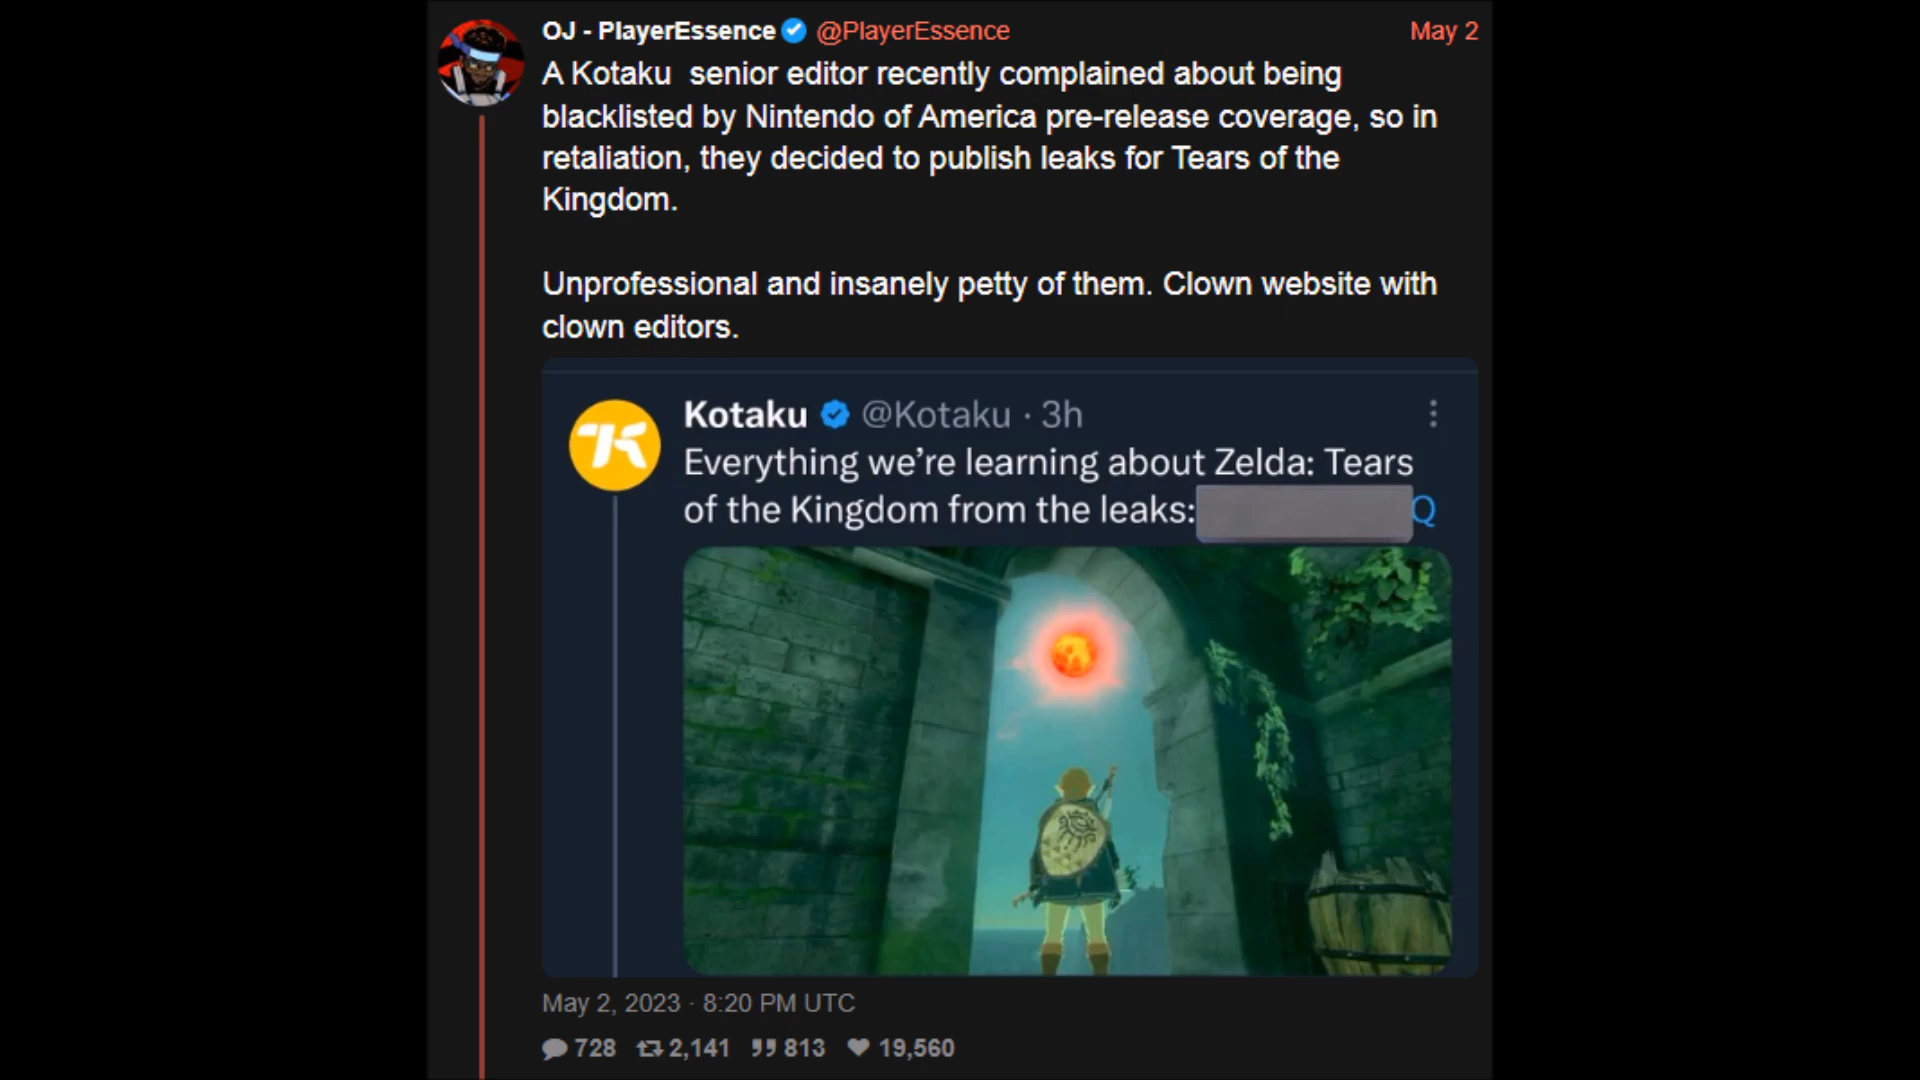 OJ - PlayerEssence @PlayerEssence May 2
A Kotaku  senior editor recently complained about being
blacklisted by Nintendo of America pre-release coverage, so in
retaliation, they decided to publish leaks for Tears of the
Kingdom.
Unprofessional and insanely petty of them. Clown website with
clown editors.
Kotaku @Kotaku · 3h
Everything we’re learning about Zelda: Tears
of the Kingdom from the leaks: Q
May 2, 2023 · 8:20 PM UTC
728 2,141 813 19,560